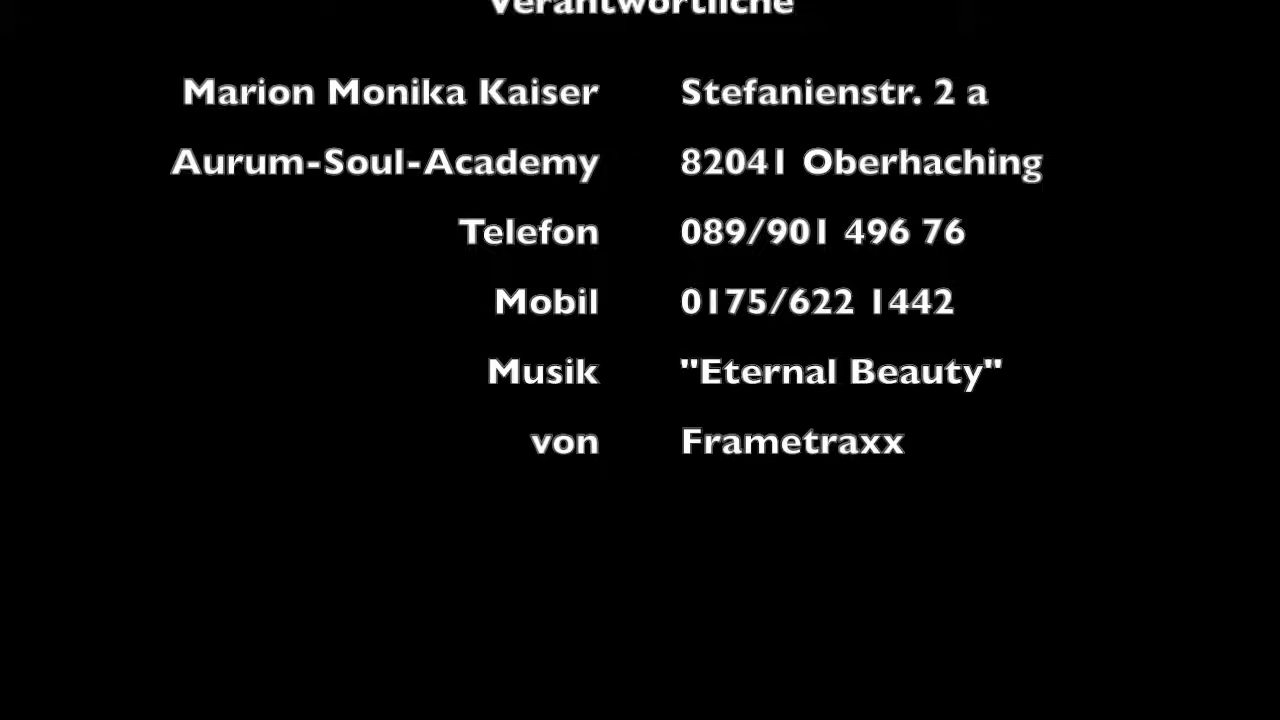 Verantwortliche
Marion Monika Kaiser Stefanienstr. 2 a
Aurum-Soul-Academy 82041 Oberhaching
Telefon 089/901 496 76
Mobil 0175/622 1442
Musik "Eternal Beauty"
von Frametraxx